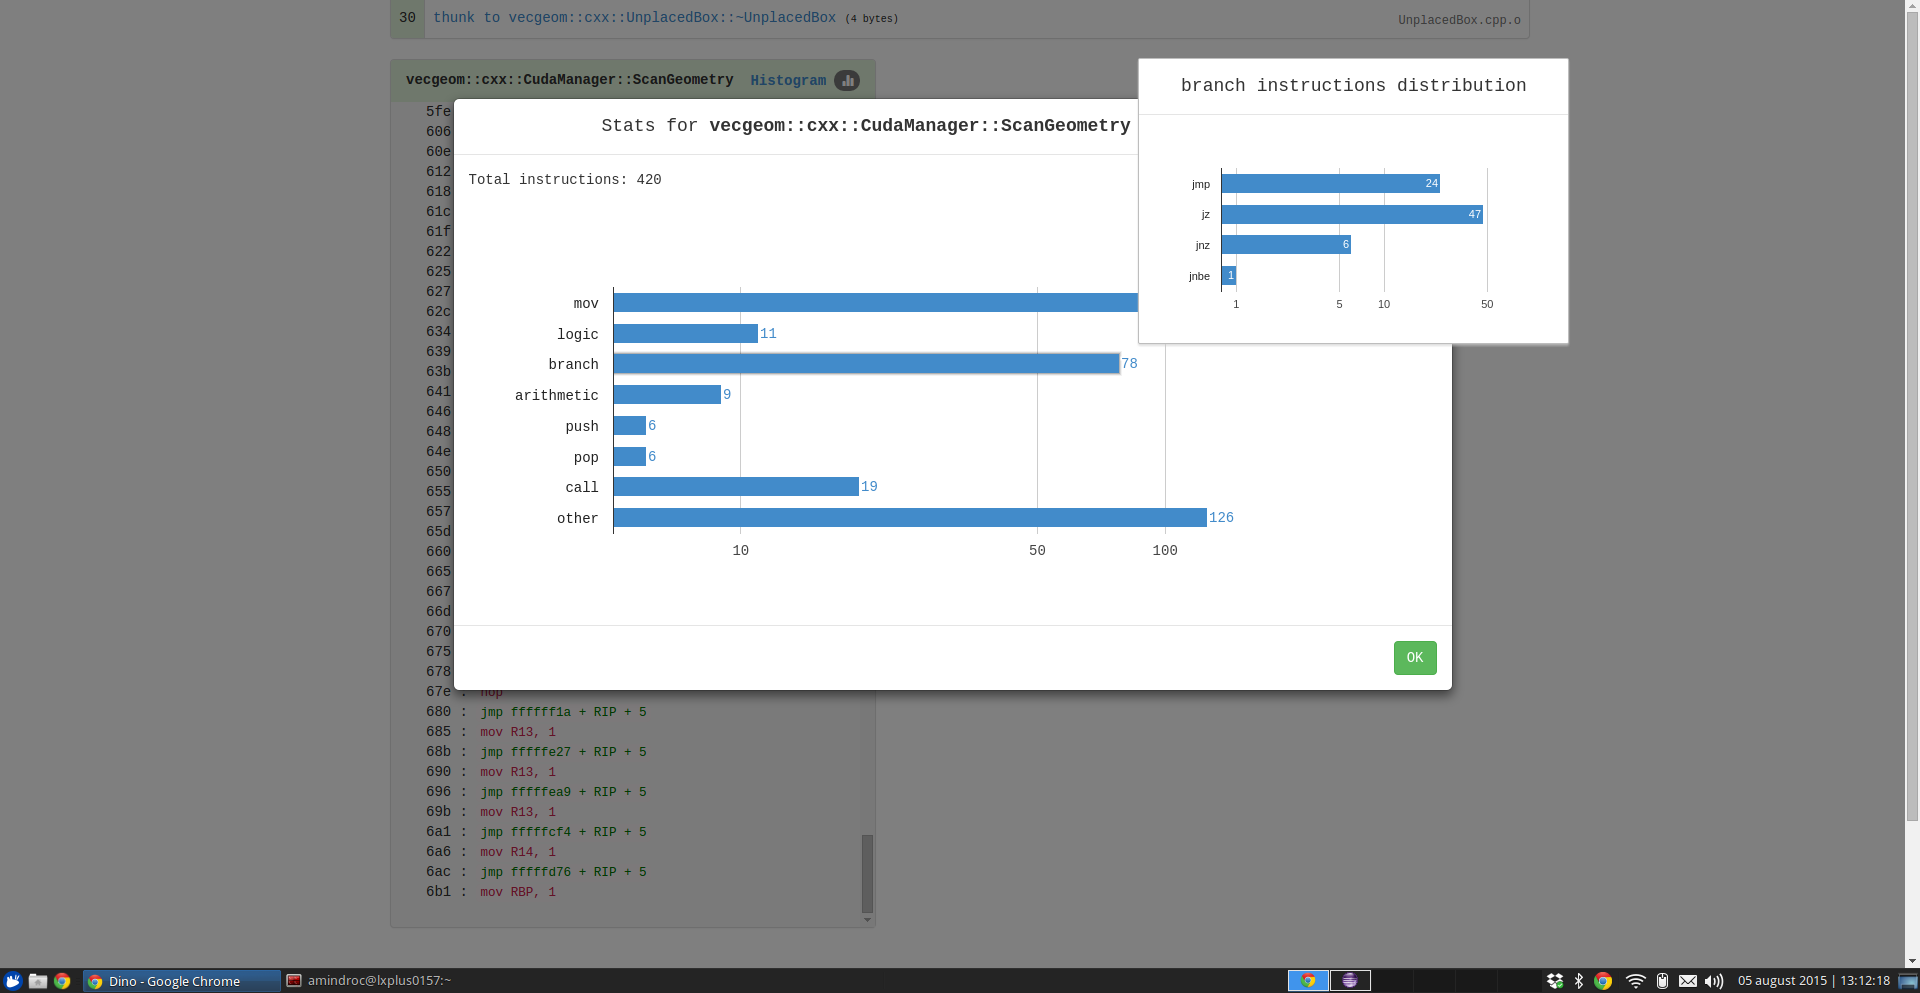 30 thunk to vecgeom::cxx::UnplacedBox::~UnplacedBox (4 bytes) UnplacedBox.cpp.o
vecgeom::cxx::CudaManager::ScanGeometry Histogram
5fe
606
60e
612
618
61c
61f
622
625
627
62c
634
639
63b
641
646
648
64e
650
655
657
65d
660
665
667
66d
670
675
678
67e : nop
680 : jmp ffffff1a + RIP + 5
685 : mov R13, 1
68b : jmp fffffe27 + RIP + 5
690 : mov R13, 1
696 : jmp fffffea9 + RIP + 5
69b : mov R13, 1
6a1 : jmp fffffcf4 + RIP + 5
6a6 : mov R14, 1
6ac : jmp fffffd76 + RIP + 5
6b1 : mov RBP, 1
Stats for vecgeom::cxx::CudaManager::ScanGeometry
Total instructions: 420
mov
logic 11
branch 78
arithmetic 9
push 6
pop 6
call 19
other 126
10 50 100
OK
branch instructions distribution
jmp 24
jz 47
jnz 6
jnbe 1
1 5 10 50
Dino - Google Chrome
amindroc@lxplus0157:~
05 august 2015 | 13:12:18